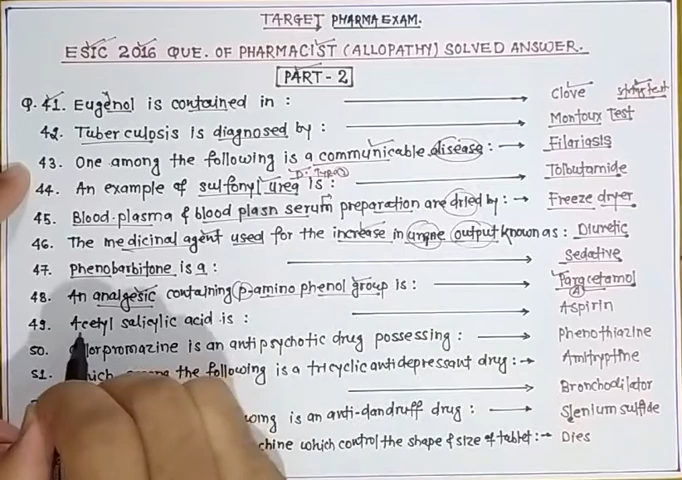 TARGET PHARMA EXAM.
ESIC 2016 QUE. OF PHARMACIST (ALLOPATHY) SOLVED ANSWER.
PART-2
Q. 41. Eugenol is contained in : clove
42. Tuberculosis is diagnosed by : Montoux Test
43. One among the following is a communicable disease : Filariasis
44. An example of sulfonyl urea is : Tolbutamide
45. Blood plasma & blood plasn serum preparation are dried by : Freeze dryer
46. The medicinal agent used for the increase in urine output known as : Diuretic
47. Phenobarbitone is a : Sedative
48. An analgesic containing p-amino phenol group is : Paracetamol
49. Acetyl salicylic acid is : Aspirin
50. lorpromazine is an antipsychotic drug possessing : Phenothiazine
51. the following is a tricyclic antidepressant drug : Amitryptine
Bronchodilator
wing is an anti-dandruff drug : Slenium sulfide
chine which control the shape & size of tablet : Dies